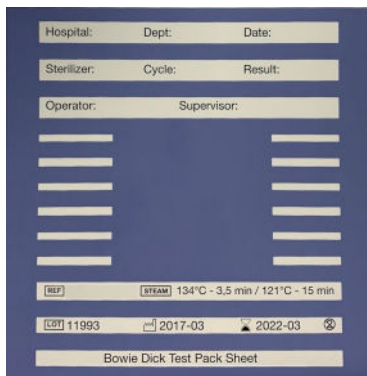 Hospital: Dept: Date:
Sterilizer: Cycle: Result:
Operator: Supervisor:
REF STEAM 134°C - 3,5 min / 121°C - 15 min
LOT 11993 2017-03 2022-03
Bowie Dick Test Pack Sheet